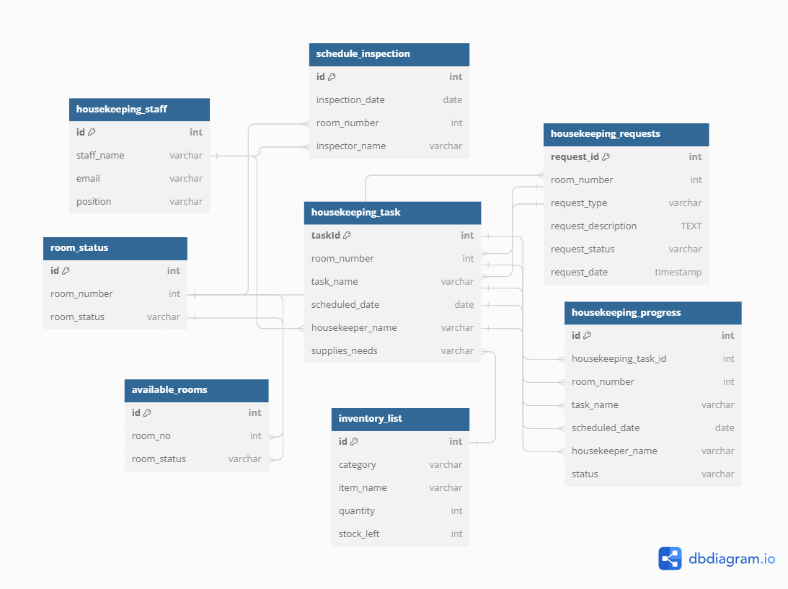 schedule_inspection
id int
inspection_date date
room_number int
inspector_name varchar
housekeeping_staff
id int
staff_name varchar
email varchar
position varchar
housekeeping_requests
request_id int
room_number int
request_type varchar
request_description TEXT
request_status varchar
request_date timestamp
housekeeping_task
taskId int
room_number int
task_name varchar
scheduled_date date
housekeeper_name varchar
supplies_needs varchar
room_status
id int
room_number int
room_status varchar
housekeeping_progress
id int
housekeeping_task_id int
room_number int
task_name varchar
scheduled_date date
housekeeper_name varchar
status varchar
available_rooms
id int
room_no int
room_status varchar
inventory_list
id int
category varchar
item_name varchar
quantity int
stock_left int
dbdiagram.io